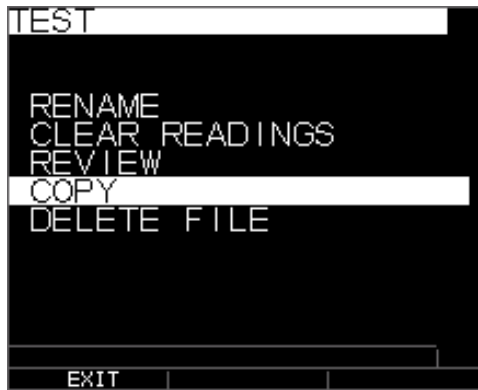 TEST
RENAME
CLEAR READINGS
REVIEW
COPY
DELETE FILE
EXIT